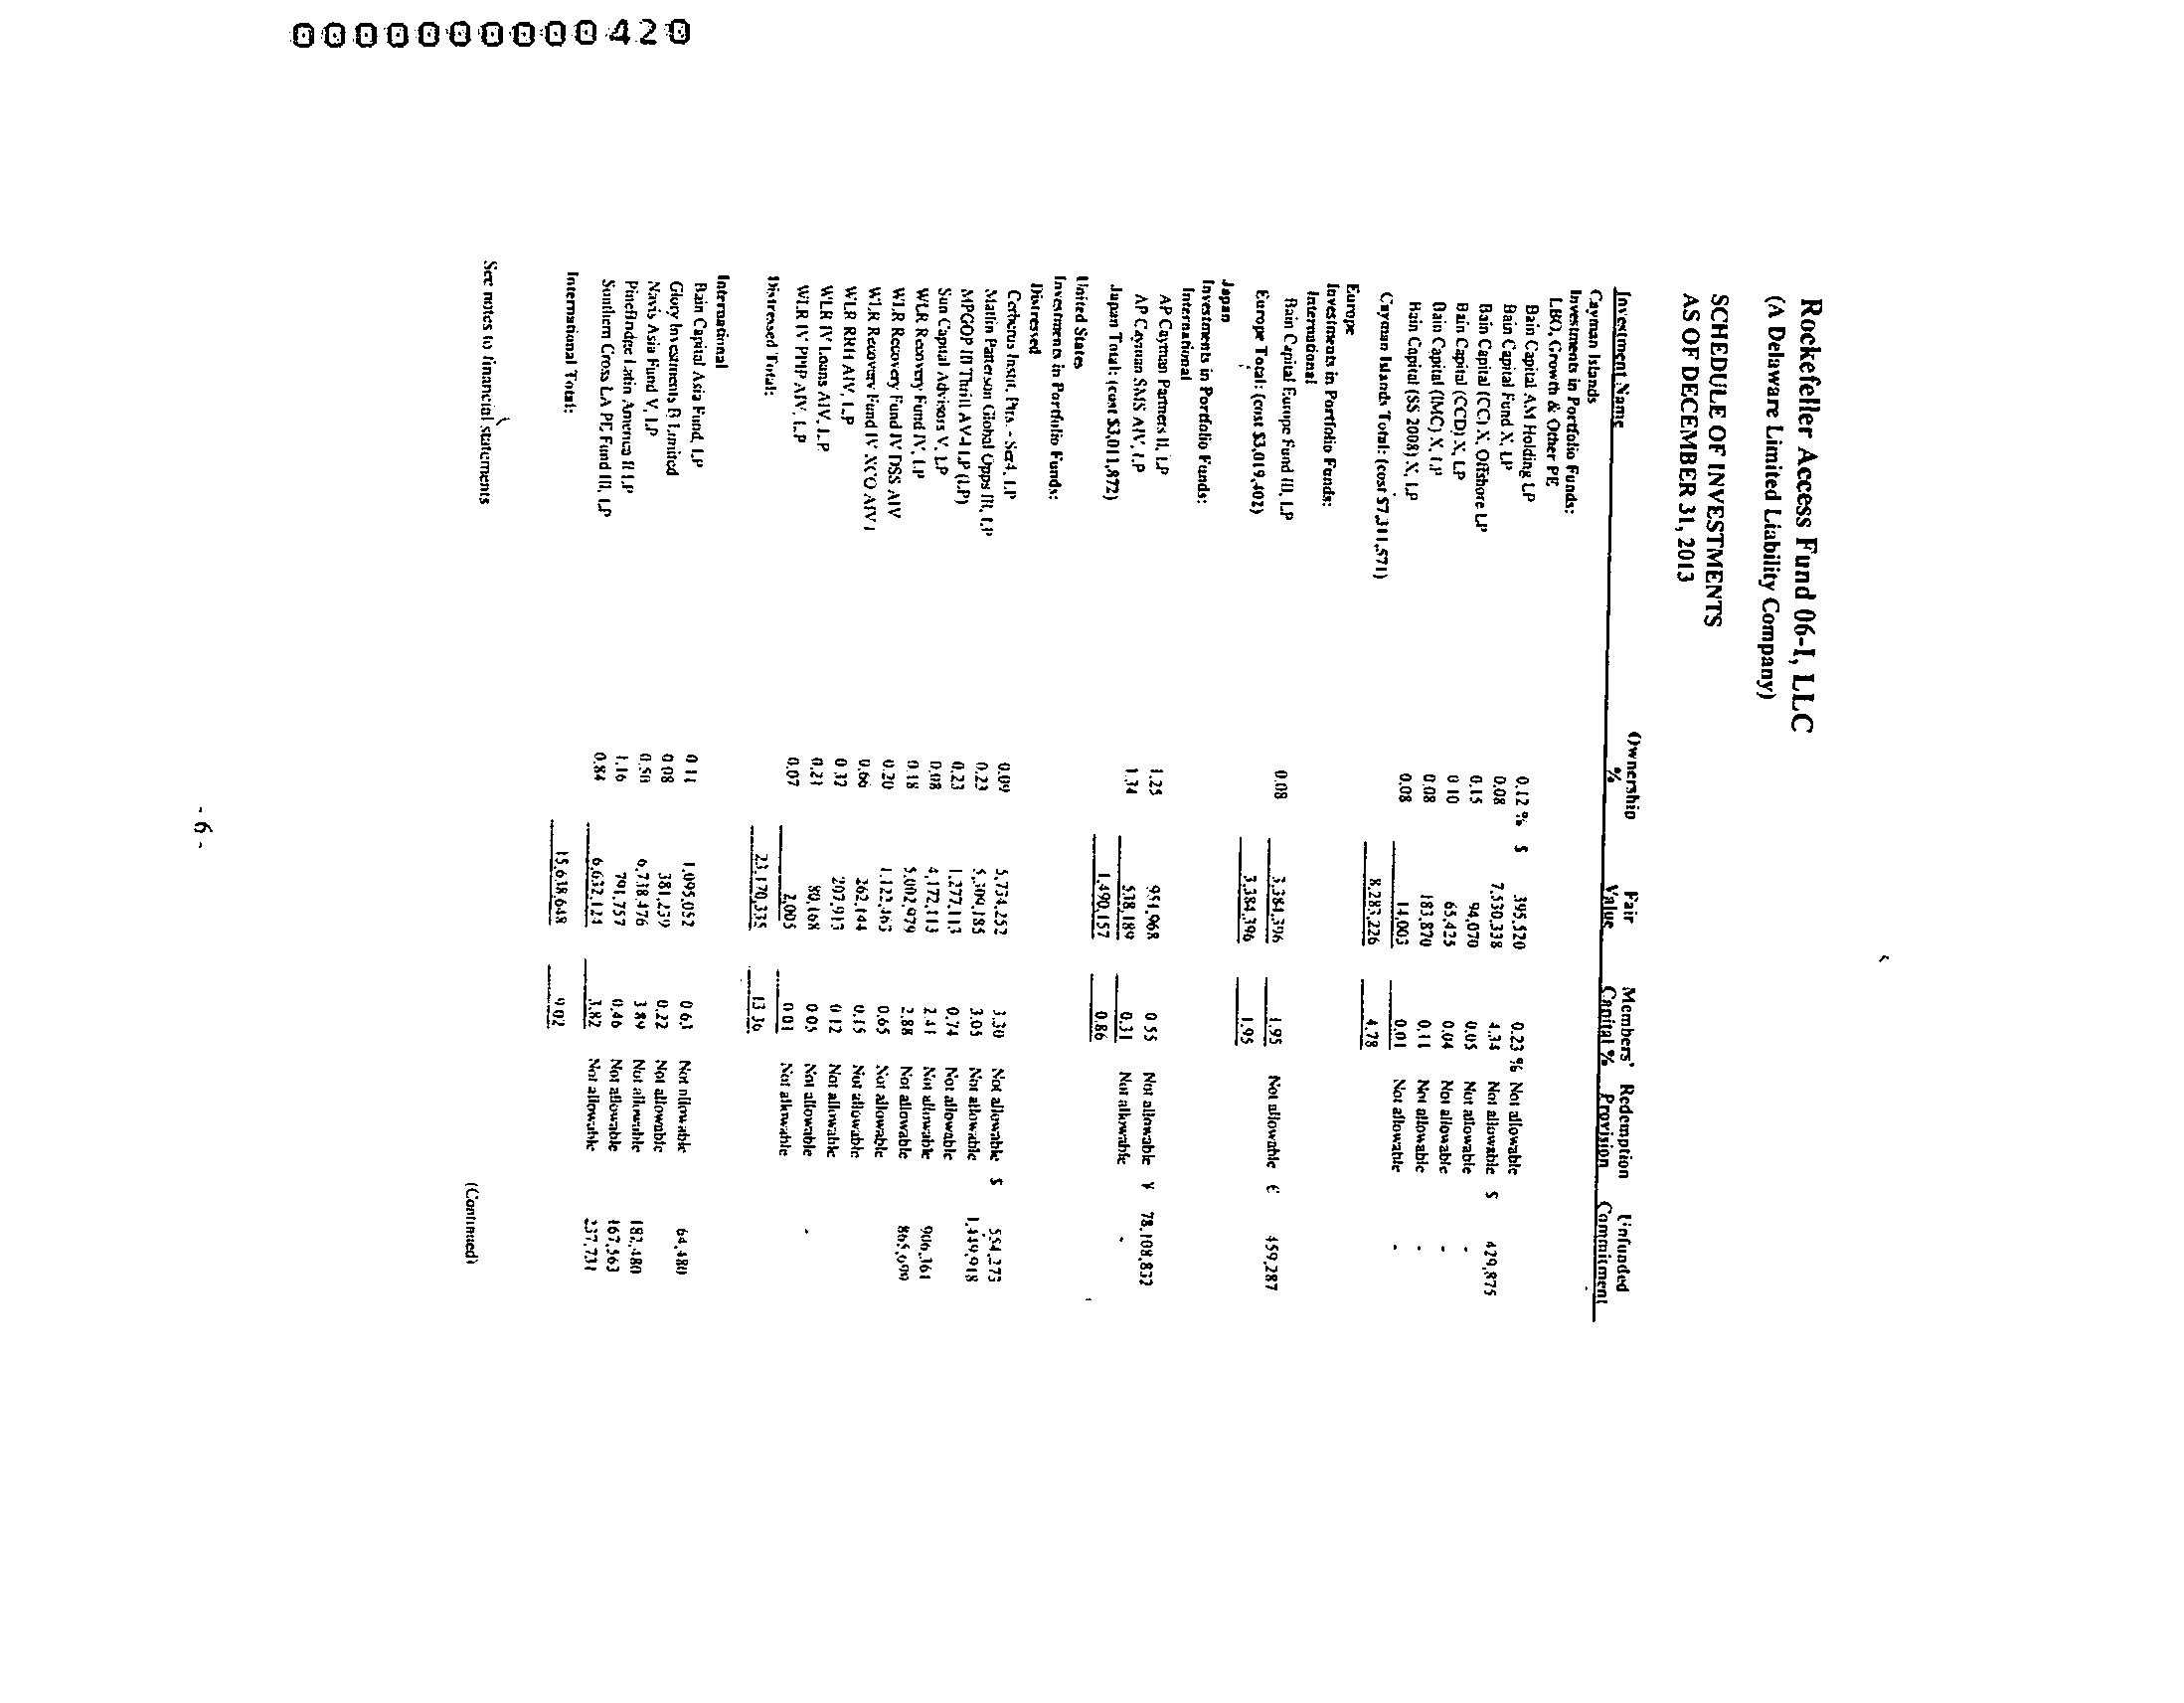 0000000000420
Rockefeller Access Fund 06-I, LLC
(A Delaware Limited Liability Company)
SCHEDULE OF INVESTMENTS
AS OF DECEMBER 31, 2013
Investment Name Ownership % Fair Value Members' Capital % Redemption Provision Unfunded Commitment
Cayman Islands
Investments in Portfolio Funds:
LBO, Growth & Other PE
Bain Capital AM Holding LP 0.12 % $ 395,520 0.23 % Not allowable
Bain Capital Fund X, LP 0.08 7,530,338 4.34 Not allowable $ 429,875
Bain Capital (CC) X, Offshore LP 0.15 94,070 0.05 Not allowable -
Bain Capital (CCD) X, LP 0 10 65,425 0.04 Not allowable -
Bain Capital (IMC) X, LP 0.08 183,870 0.11 Not allowable -
Bain Capital (SS 2008) X, LP 0.08 14,003 0.01 Not allowable -
Cayman Islands Total: (cost $7,311,571) 8,283,226 4.78
Europe
Investments in Portfolio Funds:
International
Bain Capital Europe Fund III, LP 0.08 3,384,396 1.95 Not allowable € 459,287
Europe Total: (cost $3,019,402) 3,384,396 1.95
Japan
Investments in Portfolio Funds:
International
AP Cayman Partners II, LP 1.25 951,968 0 55 Not allowable ¥ 78,108,832
AP Cayman SMS AIV, LP 1.34 538,189 0.31 Not allowable -
Japan Total: (cost $3,011,872) 1,490,157 0.86
United States
Investments in Portfolio Funds:
Distressed
Cerberus Instit. Ptrs. - Ser4, LP 0.09 5,734,252 3.30 Not allowable $ 554,273
Matlin Patterson Global Opps III, LP 0.23 5,309,185 3.05 Not allowable 1,449,918
MPGOP III Thrill AV-I LP (LP) 0.23 1,277,113 0.74 Not allowable
Sun Capital Advisors V, LP 0.08 4,172,113 2.41 Not allowable 906,361
WLR Recovery Fund IV, LP 0.18 5,002,979 2.88 Not allowable 865,699
WLR Recovery Fund IV DSS AIV 0.20 1,122,463 0.65 Not allowable
WLR Recovery Fund IV XCO AIV I 0.66 262,144 0.15 Not allowable
WLR RRH AIV, LP 0 32 207,913 0 12 Not allowable
WLR IV Loans AIV, LP 0.21 80,168 0 05 Not allowable -
WLR IV PPIP AIV, LP 0.07 2,005 0 01 Not allowable
Distressed Total: 23,170,335 13 36
International
Bain Capital Asia Fund, LP 0 11 1,095,052 0 63 Not allowable 64,480
Glory Investments B Limited 0 08 381,239 0.22 Not allowable
Navis Asia Fund V, LP 0.50 6,738,476 3 89 Not allowable 182,480
PineBridge Latin America II LP 1.16 791,757 0.46 Not allowable 167,563
Southern Cross LA PE Fund III, LP 0.84 6,632,124 3.82 Not allowable 237,731
International Total: 15,638,648 9 02
See notes to financial statements
(Continued)
- 6 -